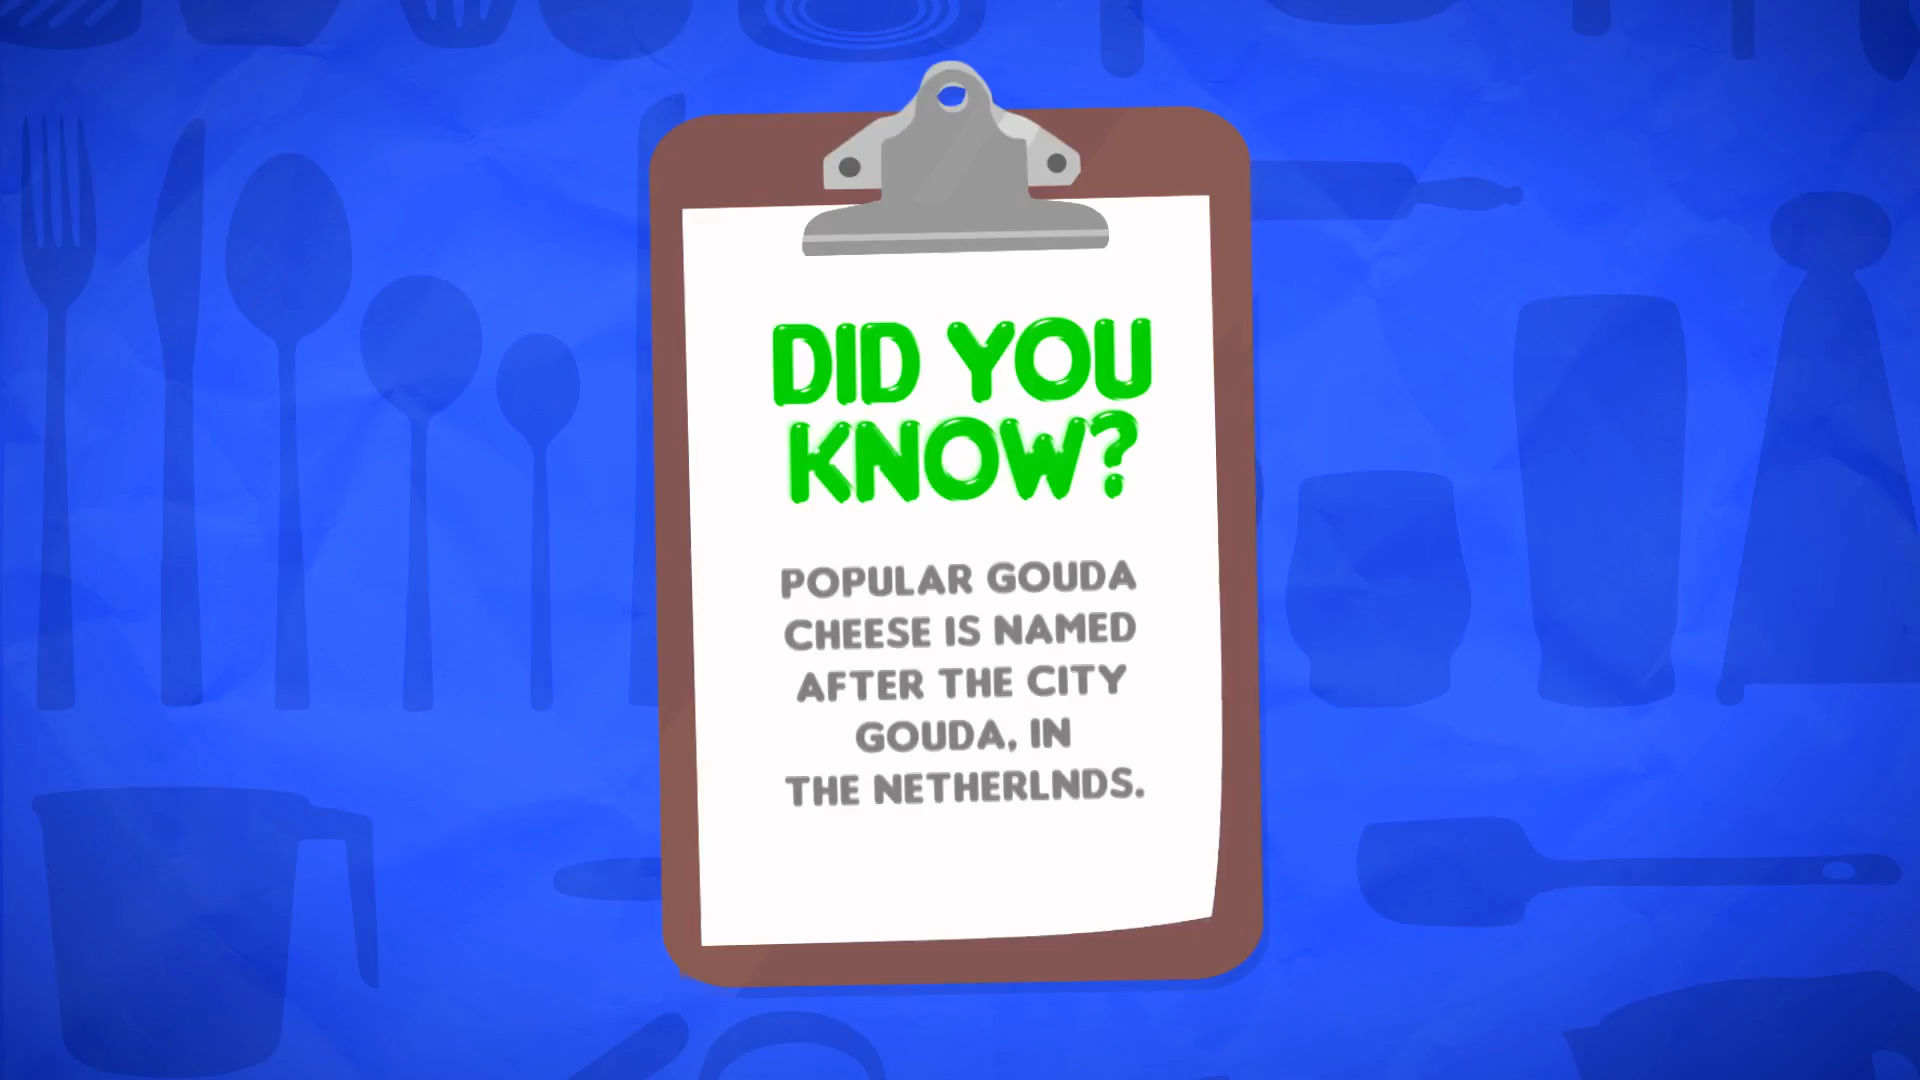 DID YOU
KNOW?
POPULAR GOUDA
CHEESE IS NAMED
AFTER THE CITY
GOUDA, IN
THE NETHERLNDS.